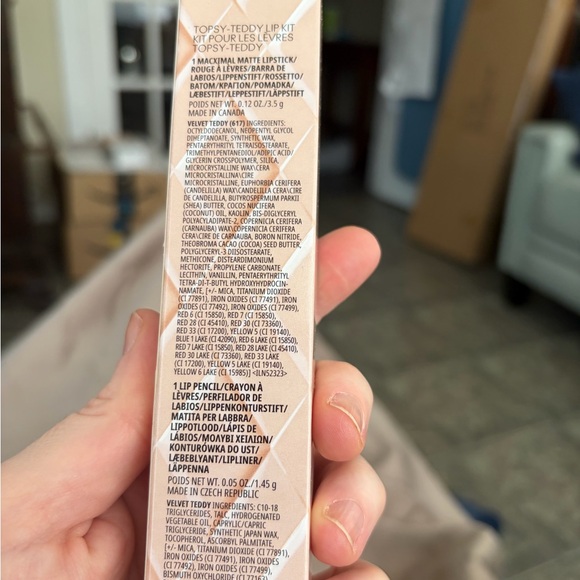 TOPSY-TEDDY LIP KIT
KIT POUR LES LÈVRES
TOPSY-TEDDY
1 MACXIMAL MATTE LIPSTICK/
ROUGE À LÈVRES/BARRA DE
LABIOS/LIPPENSTIFT/ROSSETTO/
BATOM/ΚΡΑΓΙΟΝ/POMADKA/
LÆBESTIFT/LEPPESTIFT/LÄPPSTIFT
POIDS NET WT. 0.12 OZ./3.5 g
MADE IN CANADA
VELVET TEDDY (617) INGREDIENTS:
OCTYLDODECANOL, NEOPENTYL GLYCOL
DIHEPTANOATE, SYNTHETIC WAX,
PENTAERYTHRITYL TETRAISOSTEARATE,
TRIMETHYLPENTANEDIOL/ADIPIC ACID/
GLYCERIN CROSSPOLYMER, SILICA,
MICROCRYSTALLINE WAX\CERA
MICROCRISTALLINA\CIRE
MICROCRISTALLINE, EUPHORBIA CERIFERA
(CANDELILLA) WAX\CANDELILLA CERA\CIRE
DE CANDELILLA, BUTYROSPERMUM PARKII
(SHEA) BUTTER, COCOS NUCIFERA
(COCONUT) OIL, KAOLIN, BIS-DIGLYCERYL
POLYACYLADIPATE-2, COPERNICIA CERIFERA
(CARNAUBA) WAX\COPERNICIA CERIFERA
CERA\CIRE DE CARNAUBA, BORON NITRIDE,
THEOBROMA CACAO (COCOA) SEED BUTTER,
POLYGLYCERYL-3 DIISOSTEARATE,
METHICONE, DISTEARDIMONIUM
HECTORITE, PROPYLENE CARBONATE,
LECITHIN, VANILLIN, PENTAERYTHRITYL
TETRA-DI-T-BUTYL HYDROXYHYDROCIN-
NAMATE, [+/- MICA, TITANIUM DIOXIDE
(CI 77891), IRON OXIDES (CI 77491), IRON
OXIDES (CI 77492), IRON OXIDES (CI 77499),
RED 6 (CI 15850), RED 7 (CI 15850),
RED 28 (CI 45410), RED 30 (CI 73360),
RED 33 (CI 17200), YELLOW 5 (CI 19140),
BLUE 1 LAKE (CI 42090), RED 6 LAKE (CI 15850),
RED 7 LAKE (CI 15850), RED 28 LAKE (CI 45410),
RED 30 LAKE (CI 73360), RED 33 LAKE
(CI 17200), YELLOW 5 LAKE (CI 19140),
YELLOW 6 LAKE (CI 15985)] <ILN52323>
1 LIP PENCIL/CRAYON À
LÈVRES/PERFILADOR DE
LABIOS/LIPPENKONTURSTIFT/
MATITA PER LABBRA/
LIPPOTLOOD/LÁPIS DE
LÁBIOS/ΜΟΛΥΒΙ ΧΕΙΛΙΩΝ/
KONTURÓWKA DO UST/
LÆBEBLYANT/LIPLINER/
LÄPPENNA
POIDS NET WT. 0.05 OZ./1.45 g
MADE IN CZECH REPUBLIC
VELVET TEDDY INGREDIENTS: C10-18
TRIGLYCERIDES, TALC, HYDROGENATED
VEGETABLE OIL, CAPRYLIC/CAPRIC
TRIGLYCERIDE, SYNTHETIC JAPAN WAX,
TOCOPHEROL, ASCORBYL PALMITATE,
[+/- MICA, TITANIUM DIOXIDE (CI 77891),
IRON OXIDES (CI 77491), IRON OXIDES
(CI 77492), IRON OXIDES (CI 77499),
BISMUTH OXYCHLORIDE (CI 77163)